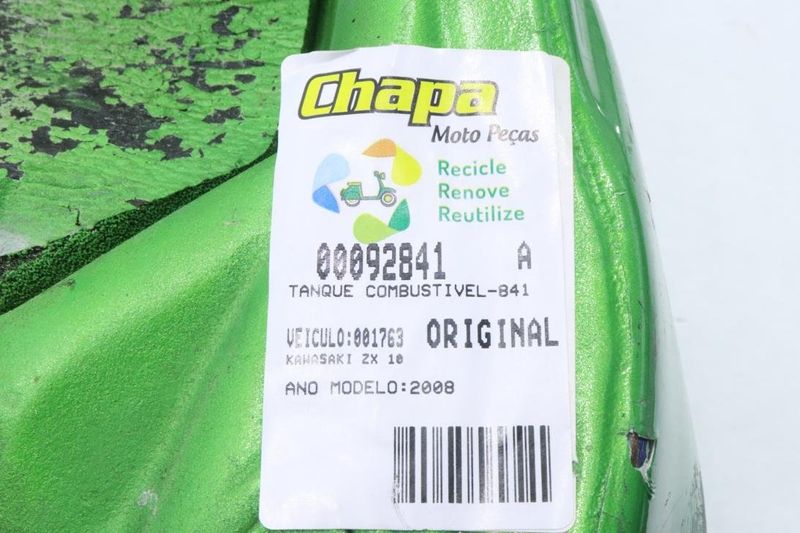 Chapa
Moto Peças
Recicle
Renove
Reutilize
00092841 A
TANQUE COMBUSTIVEL-841
VEICULO:001763 ORIGINAL
KAWASAKI ZX 10
ANO MODELO:2008